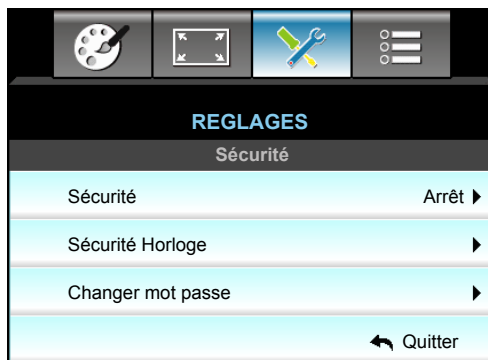 REGLAGES
Sécurité
Sécurité Arrêt
Sécurité Horloge
Changer mot passe
Quitter